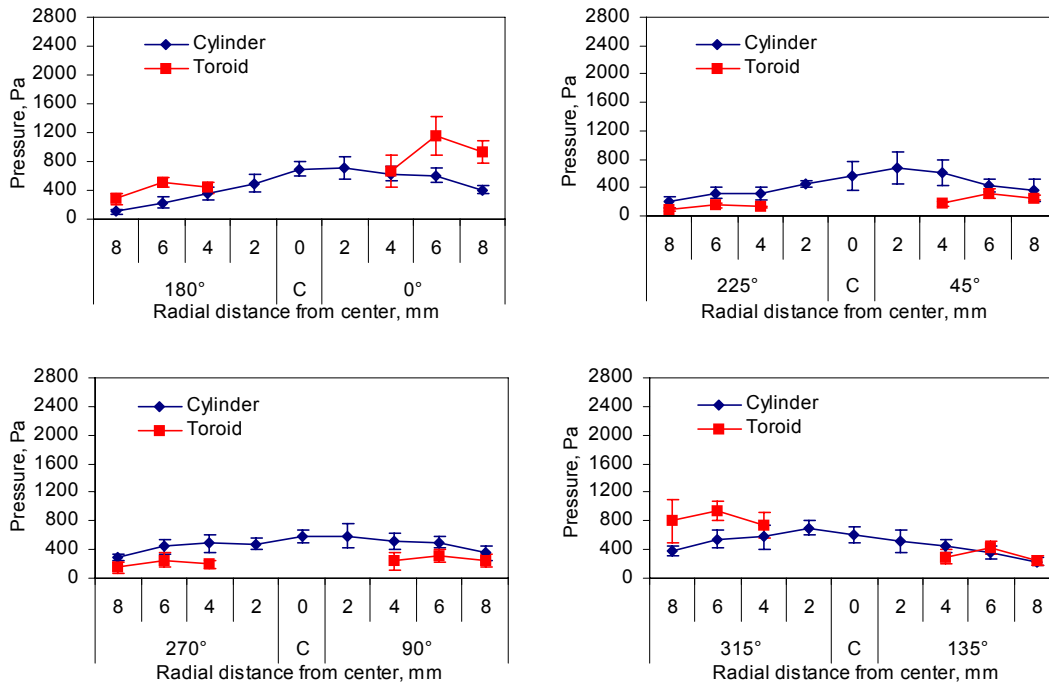 2800
2400
2000
1600
1200
800
400
0
Pressure, Pa
Cylinder
Toroid
8 6 4 2 0 2 4 6 8
180° C 0°
Radial distance from center, mm
2800
2400
2000
1600
1200
800
400
0
Pressure, Pa
Cylinder
Toroid
8 6 4 2 0 2 4 6 8
225° C 45°
Radial distance from center, mm
2800
2400
2000
1600
1200
800
400
0
Pressure, Pa
Cylinder
Toroid
8 6 4 2 0 2 4 6 8
270° C 90°
Radial distance from center, mm
2800
2400
2000
1600
1200
800
400
0
Pressure, Pa
Cylinder
Toroid
8 6 4 2 0 2 4 6 8
315° C 135°
Radial distance from center, mm